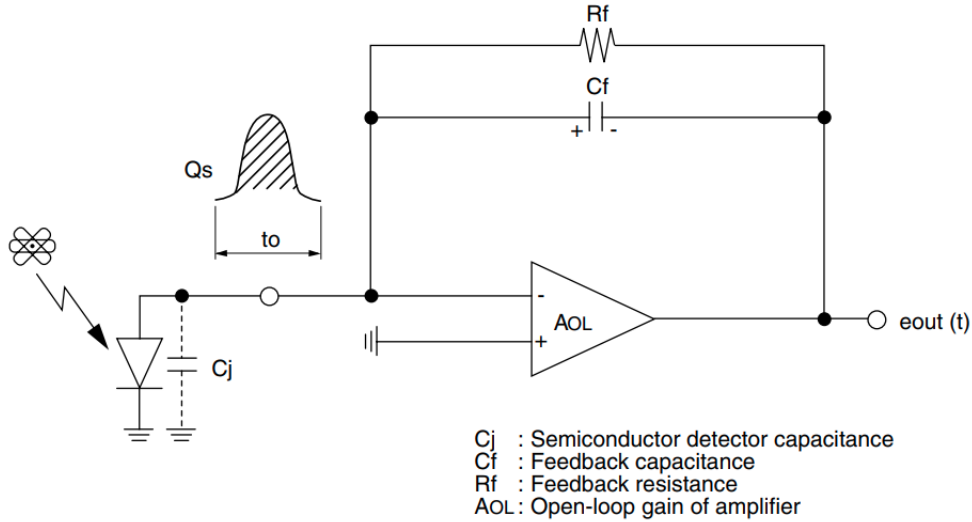 Rf
Cf
+ -
Qs
to
-
AOL
+
eout (t)
Cj
Cj : Semiconductor detector capacitance
Cf : Feedback capacitance
Rf : Feedback resistance
AOL : Open-loop gain of amplifier